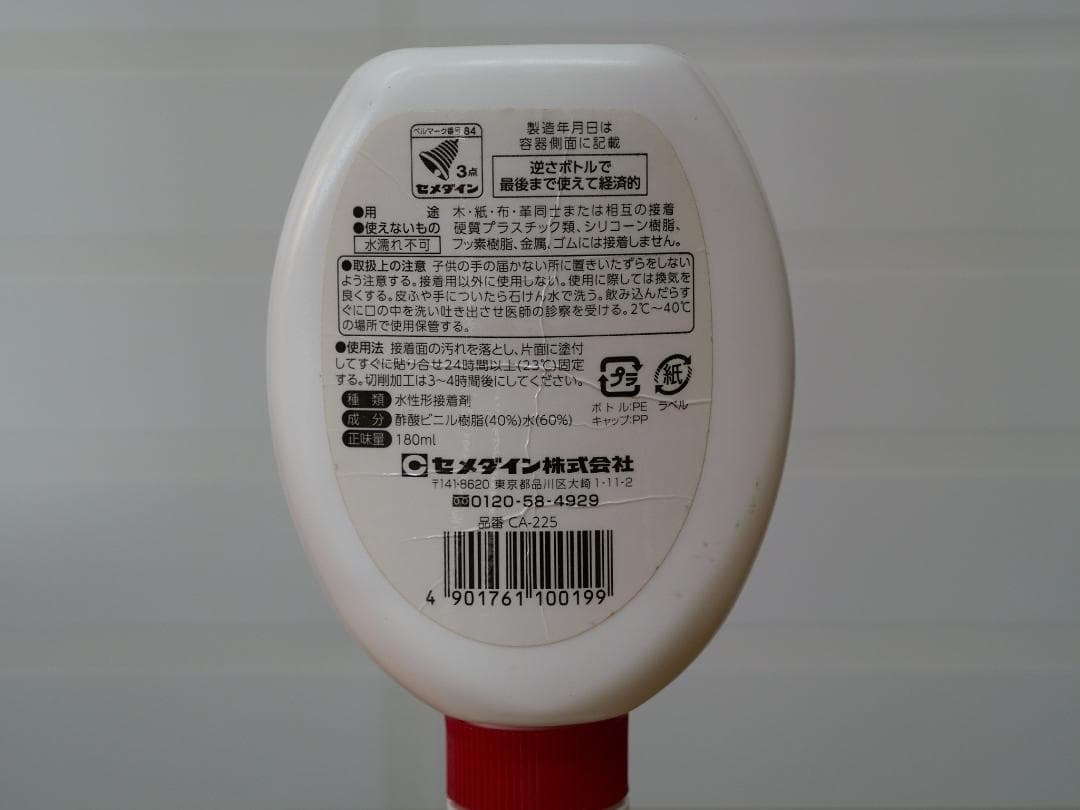 ベルマーク番号 84
3点
セメダイン
製造年月日は
容器側面に記載
逆さボトルで
最後まで使えて経済的
●用途 木・紙・布・革同士または相互の接着
●使えないもの 硬質プラスチック類、シリコーン樹脂、
水濡れ不可 フッ素樹脂、金属、ゴムには接着しません。
●取扱上の注意 子供の手の届かない所に置きいたずらをしない
よう注意する。接着用以外に使用しない。使用に際しては換気を
良くする。皮ふや手についたら石けん水で洗う。飲み込んだらす
ぐに口の中を洗い吐き出させ医師の診察を受ける。2℃〜40℃
の場所で使用保管する。
●使用法 接着面の汚れを落とし、片面に塗付
してすぐに貼り合せ24時間以上(23℃)固定
する。切削加工は3〜4時間後にしてください。
プラ
紙
ボトル:PE ラベル
キャップ:PP
種類 水性形接着剤
成分 酢酸ビニル樹脂(40%)水(60%)
正味量 180ml
セメダイン株式会社
〒141-8620 東京都品川区大崎1-11-2
0120-58-4929
品番 CA-225
4 901761 100199